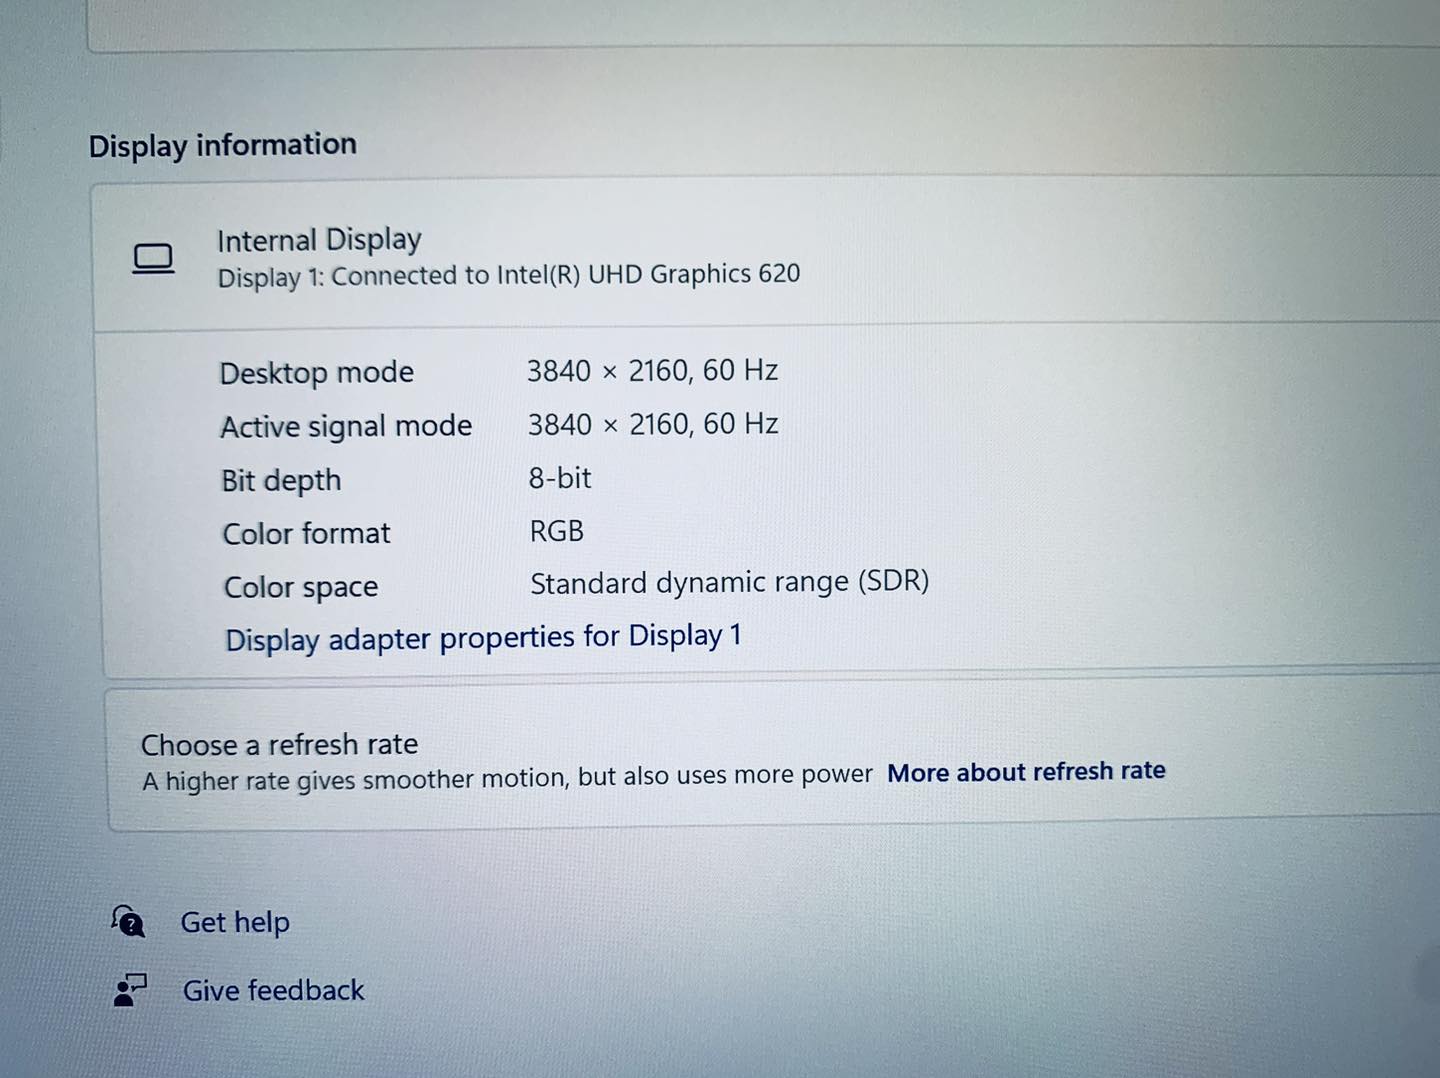 Display information
Internal Display
Display 1: Connected to Intel(R) UHD Graphics 620
Desktop mode 3840 × 2160, 60 Hz
Active signal mode 3840 × 2160, 60 Hz
Bit depth 8-bit
Color format RGB
Color space Standard dynamic range (SDR)
Display adapter properties for Display 1
Choose a refresh rate
A higher rate gives smoother motion, but also uses more power More about refresh rate
Get help
Give feedback